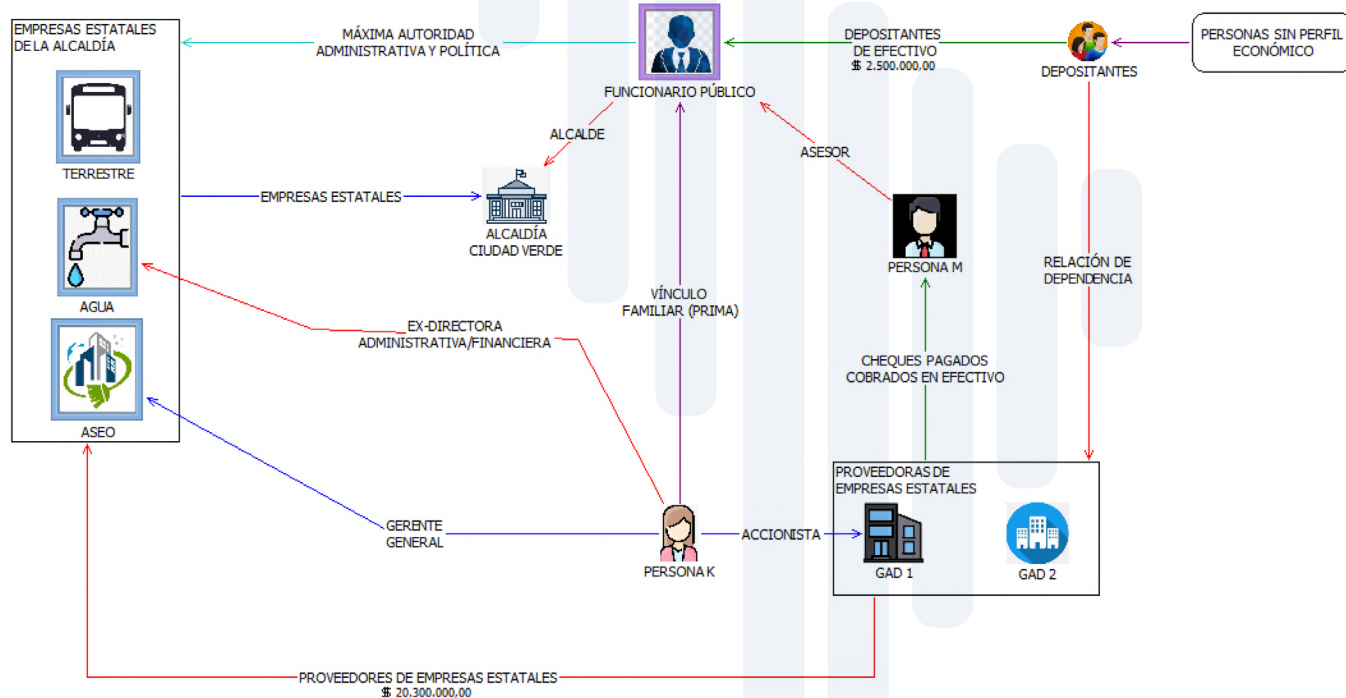 EMPRESAS ESTATALES
DE LA ALCALDÍA
TERRESTRE
AGUA
ASEO
MÁXIMA AUTORIDAD
ADMINISTRATIVA Y POLÍTICA
FUNCIONARIO PÚBLICO
DEPOSITANTES
DE EFECTIVO
$ 2.500.000,00
DEPOSITANTES
PERSONAS SIN PERFIL
ECONÓMICO
ALCALDE
ASESOR
EMPRESAS ESTATALES
ALCALDÍA
CIUDAD VERDE
PERSONA M
RELACIÓN DE
DEPENDENCIA
VÍNCULO
FAMILIAR (PRIMA)
EX-DIRECTORA
ADMINISTRATIVA/FINANCIERA
CHEQUES PAGADOS
COBRADOS EN EFECTIVO
PROVEEDORAS DE
EMPRESAS ESTATALES
GAD 1
GAD 2
GERENTE
GENERAL
PERSONA K
ACCIONISTA
PROVEEDORES DE EMPRESAS ESTATALES
$ 20.300.000,00